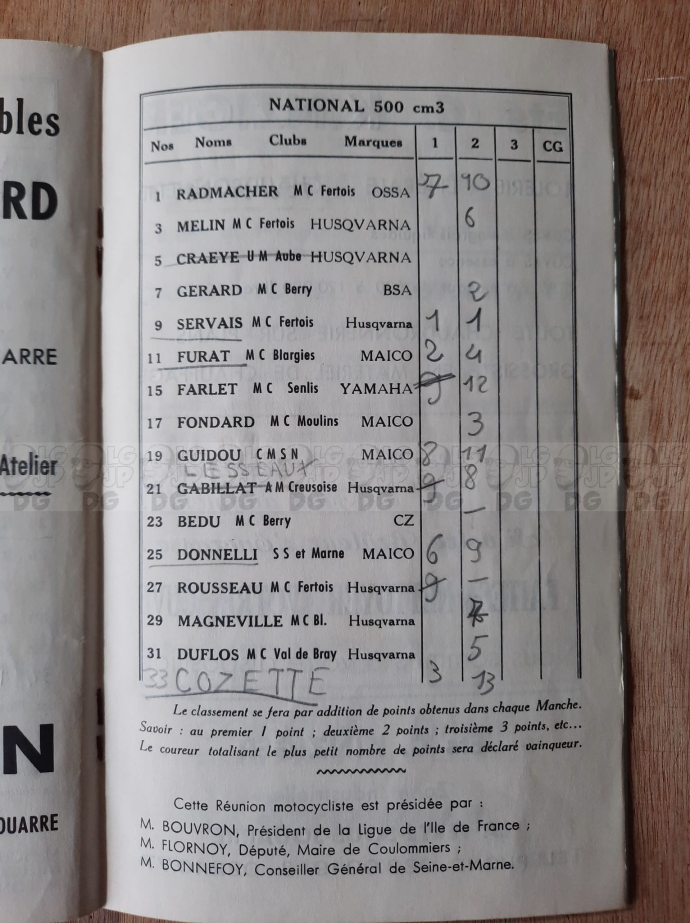 bles
RD
ARRE
Atelier
N
OUARRE
NATIONAL 500 cm3
Nos Noms Clubs Marques 1 2 3 CG
1 RADMACHER M C Fertois OSSA 7 10
3 MELIN M C Fertois HUSQVARNA 6
5 CRAEYE U M Aube HUSQVARNA
7 GERARD M C Berry BSA 2
9 SERVAIS M C Fertois Husqvarna 1 1
11 FURAT M C Blargies MAICO 2 4
15 FARLET M C Senlis YAMAHA 9 12
17 FONDARD M C Moulins MAICO 3
19 GUIDOU C M S N MAICO 8 11
LESSEAUX
21 GABILLAT A M Creusoise Husqvarna 9 8
23 BEDU M C Berry CZ -
25 DONNELLI S S et Marne MAICO 6 9
27 ROUSSEAU M C Fertois Husqvarna 9 -
29 MAGNEVILLE M C Bl. Husqvarna 7
31 DUFLOS M C Val de Bray Husqvarna 5
33 COZETTE 3 13
Le classement se fera par addition de points obtenus dans chaque Manche.
Savoir : au premier 1 point ; deuxième 2 points ; troisième 3 points, etc...
Le coureur totalisant le plus petit nombre de points sera déclaré vainqueur.
Cette Réunion motocycliste est présidée par :
M. BOUVRON, Président de la Ligue de l'Ile de France ;
M. FLORNOY, Député, Maire de Coulommiers ;
M. BONNEFOY, Conseiller Général de Seine-et-Marne.